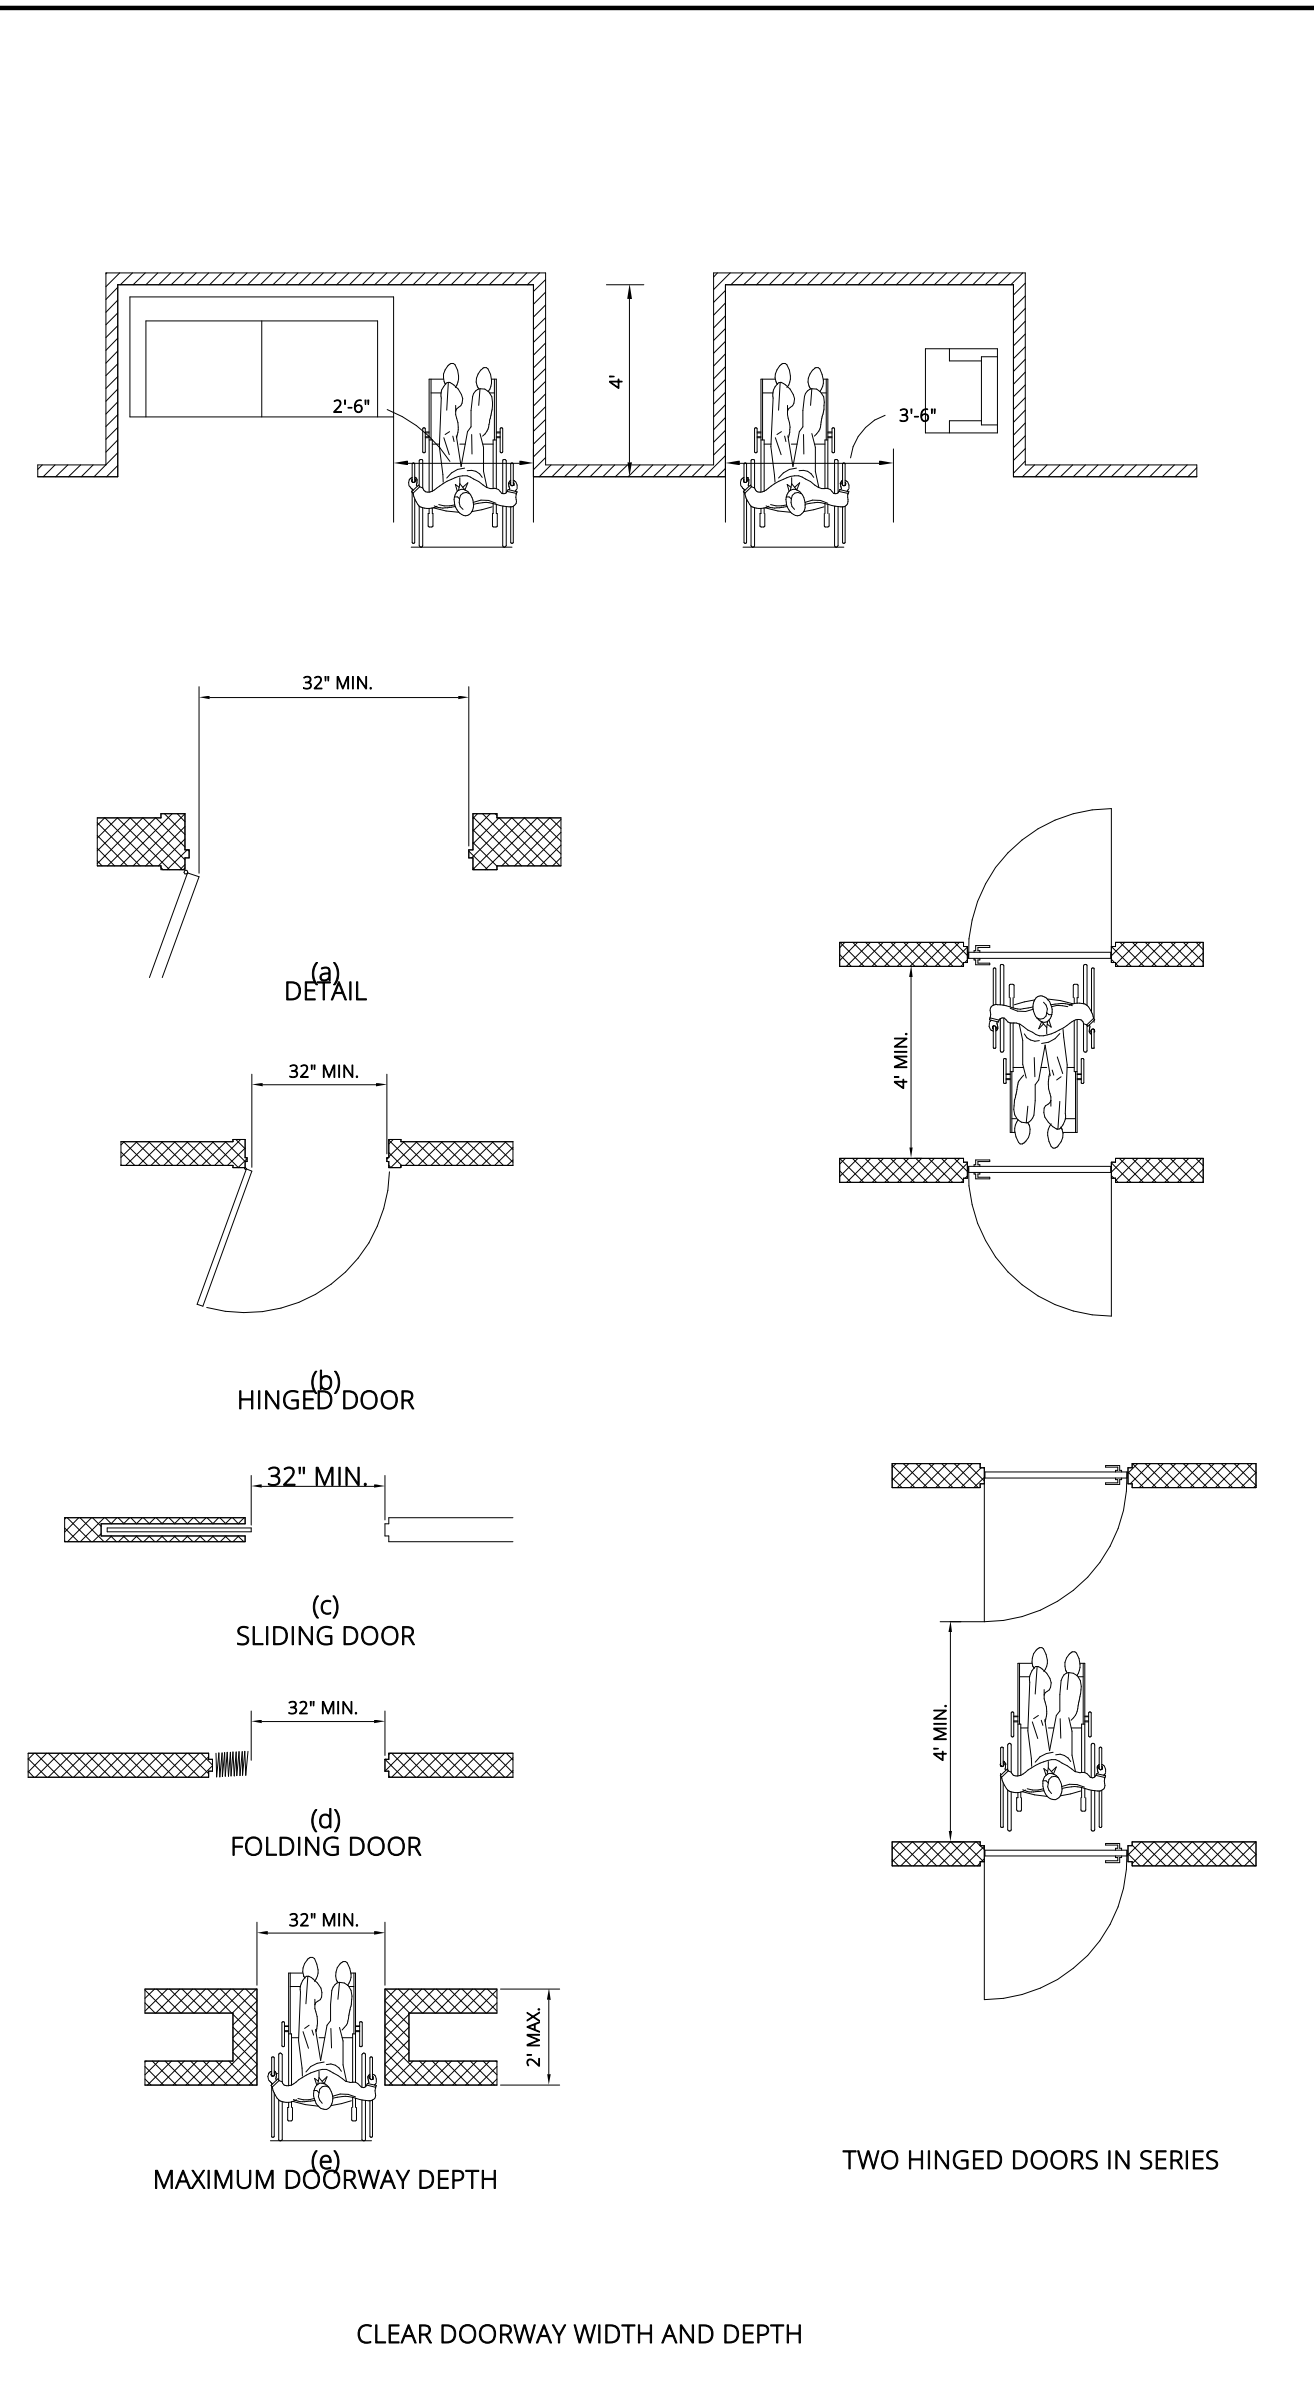 4'
2'-6"
3'-6"
32" MIN.
(a)
DETAIL
32" MIN.
(b)
HINGED DOOR
32" MIN.
(c)
SLIDING DOOR
32" MIN.
(d)
FOLDING DOOR
32" MIN.
2' MAX.
(e)
MAXIMUM DOORWAY DEPTH
4' MIN.
4' MIN.
TWO HINGED DOORS IN SERIES
CLEAR DOORWAY WIDTH AND DEPTH